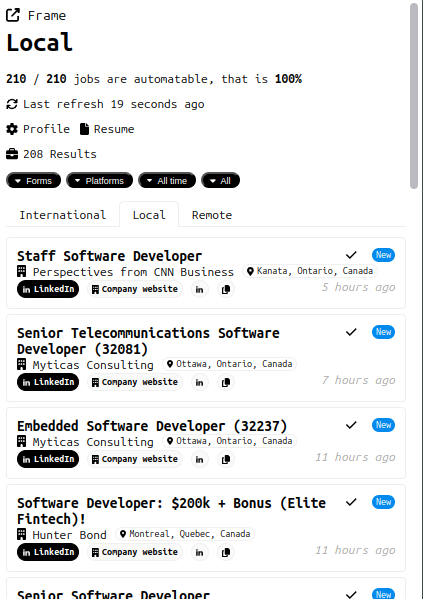 Frame
Local
210 / 210 jobs are automatable, that is 100%
Last refresh 19 seconds ago
Profile Resume
208 Results
Forms Platforms All time All
International Local Remote
Staff Software Developer New
Perspectives from CNN Business Kanata, Ontario, Canada
LinkedIn Company website in 5 hours ago
Senior Telecommunications Software New
Developer (32081)
Myticas Consulting Ottawa, Ontario, Canada
LinkedIn Company website in 7 hours ago
Embedded Software Developer (32237) New
Myticas Consulting Ottawa, Ontario, Canada
LinkedIn Company website in 11 hours ago
Software Developer: $200k + Bonus (Elite New
Fintech)!
Hunter Bond Montreal, Quebec, Canada
LinkedIn Company website in 11 hours ago
Senior Software Developer New